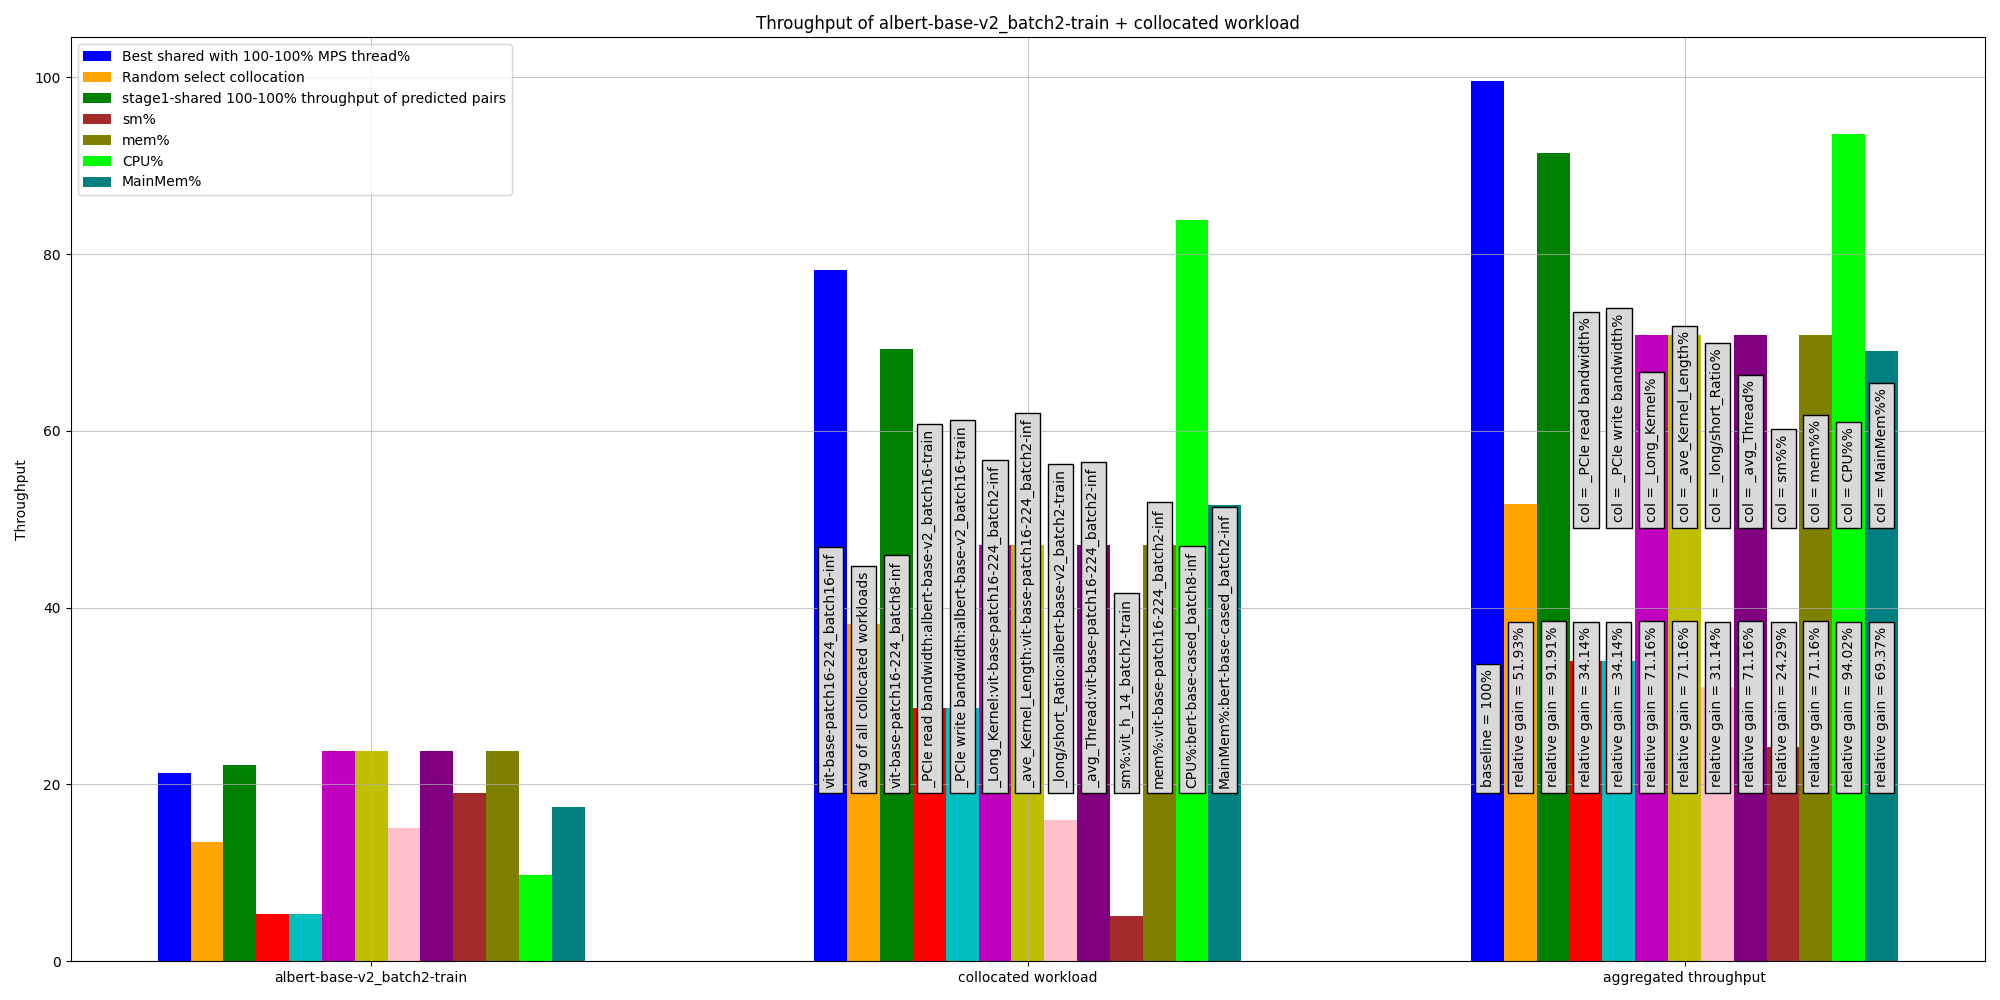 Throughput of albert-base-v2_batch2-train + collocated workload
Best shared with 100-100% MPS thread%
Random select collocation
stage1-shared 100-100% throughput of predicted pairs
sm%
mem%
CPU%
MainMem%
Throughput
100
80
60
40
20
0
vit-base-patch16-224_batch16-inf
avg of all collocated workloads
vit-base-patch16-224_batch8-inf
_PCIe read bandwidth:albert-base-v2_batch16-train
_PCIe write bandwidth:albert-base-v2_batch16-train
_Long_Kernel:vit-base-patch16-224_batch2-inf
_ave_Kernel_Length:vit-base-patch16-224_batch2-inf
_long/short_Ratio:albert-base-v2_batch2-train
_avg_Thread:vit-base-patch16-224_batch2-inf
sm%:vit_h_14_batch2-train
mem%:vit-base-patch16-224_batch2-inf
CPU%:bert-base-cased_batch8-inf
MainMem%:bert-base-cased_batch2-inf
col = _PCIe read bandwidth%
col = _PCIe write bandwidth%
col = _Long_Kernel%
col = _ave_Kernel_Length%
col = _long/short_Ratio%
col = _avg_Thread%
col = sm%%
col = mem%%
col = CPU%%
col = MainMem%%
baseline = 100%
relative gain = 51.93%
relative gain = 91.91%
relative gain = 34.14%
relative gain = 34.14%
relative gain = 71.16%
relative gain = 71.16%
relative gain = 31.14%
relative gain = 71.16%
relative gain = 24.29%
relative gain = 71.16%
relative gain = 94.02%
relative gain = 69.37%
albert-base-v2_batch2-train
collocated workload
aggregated throughput